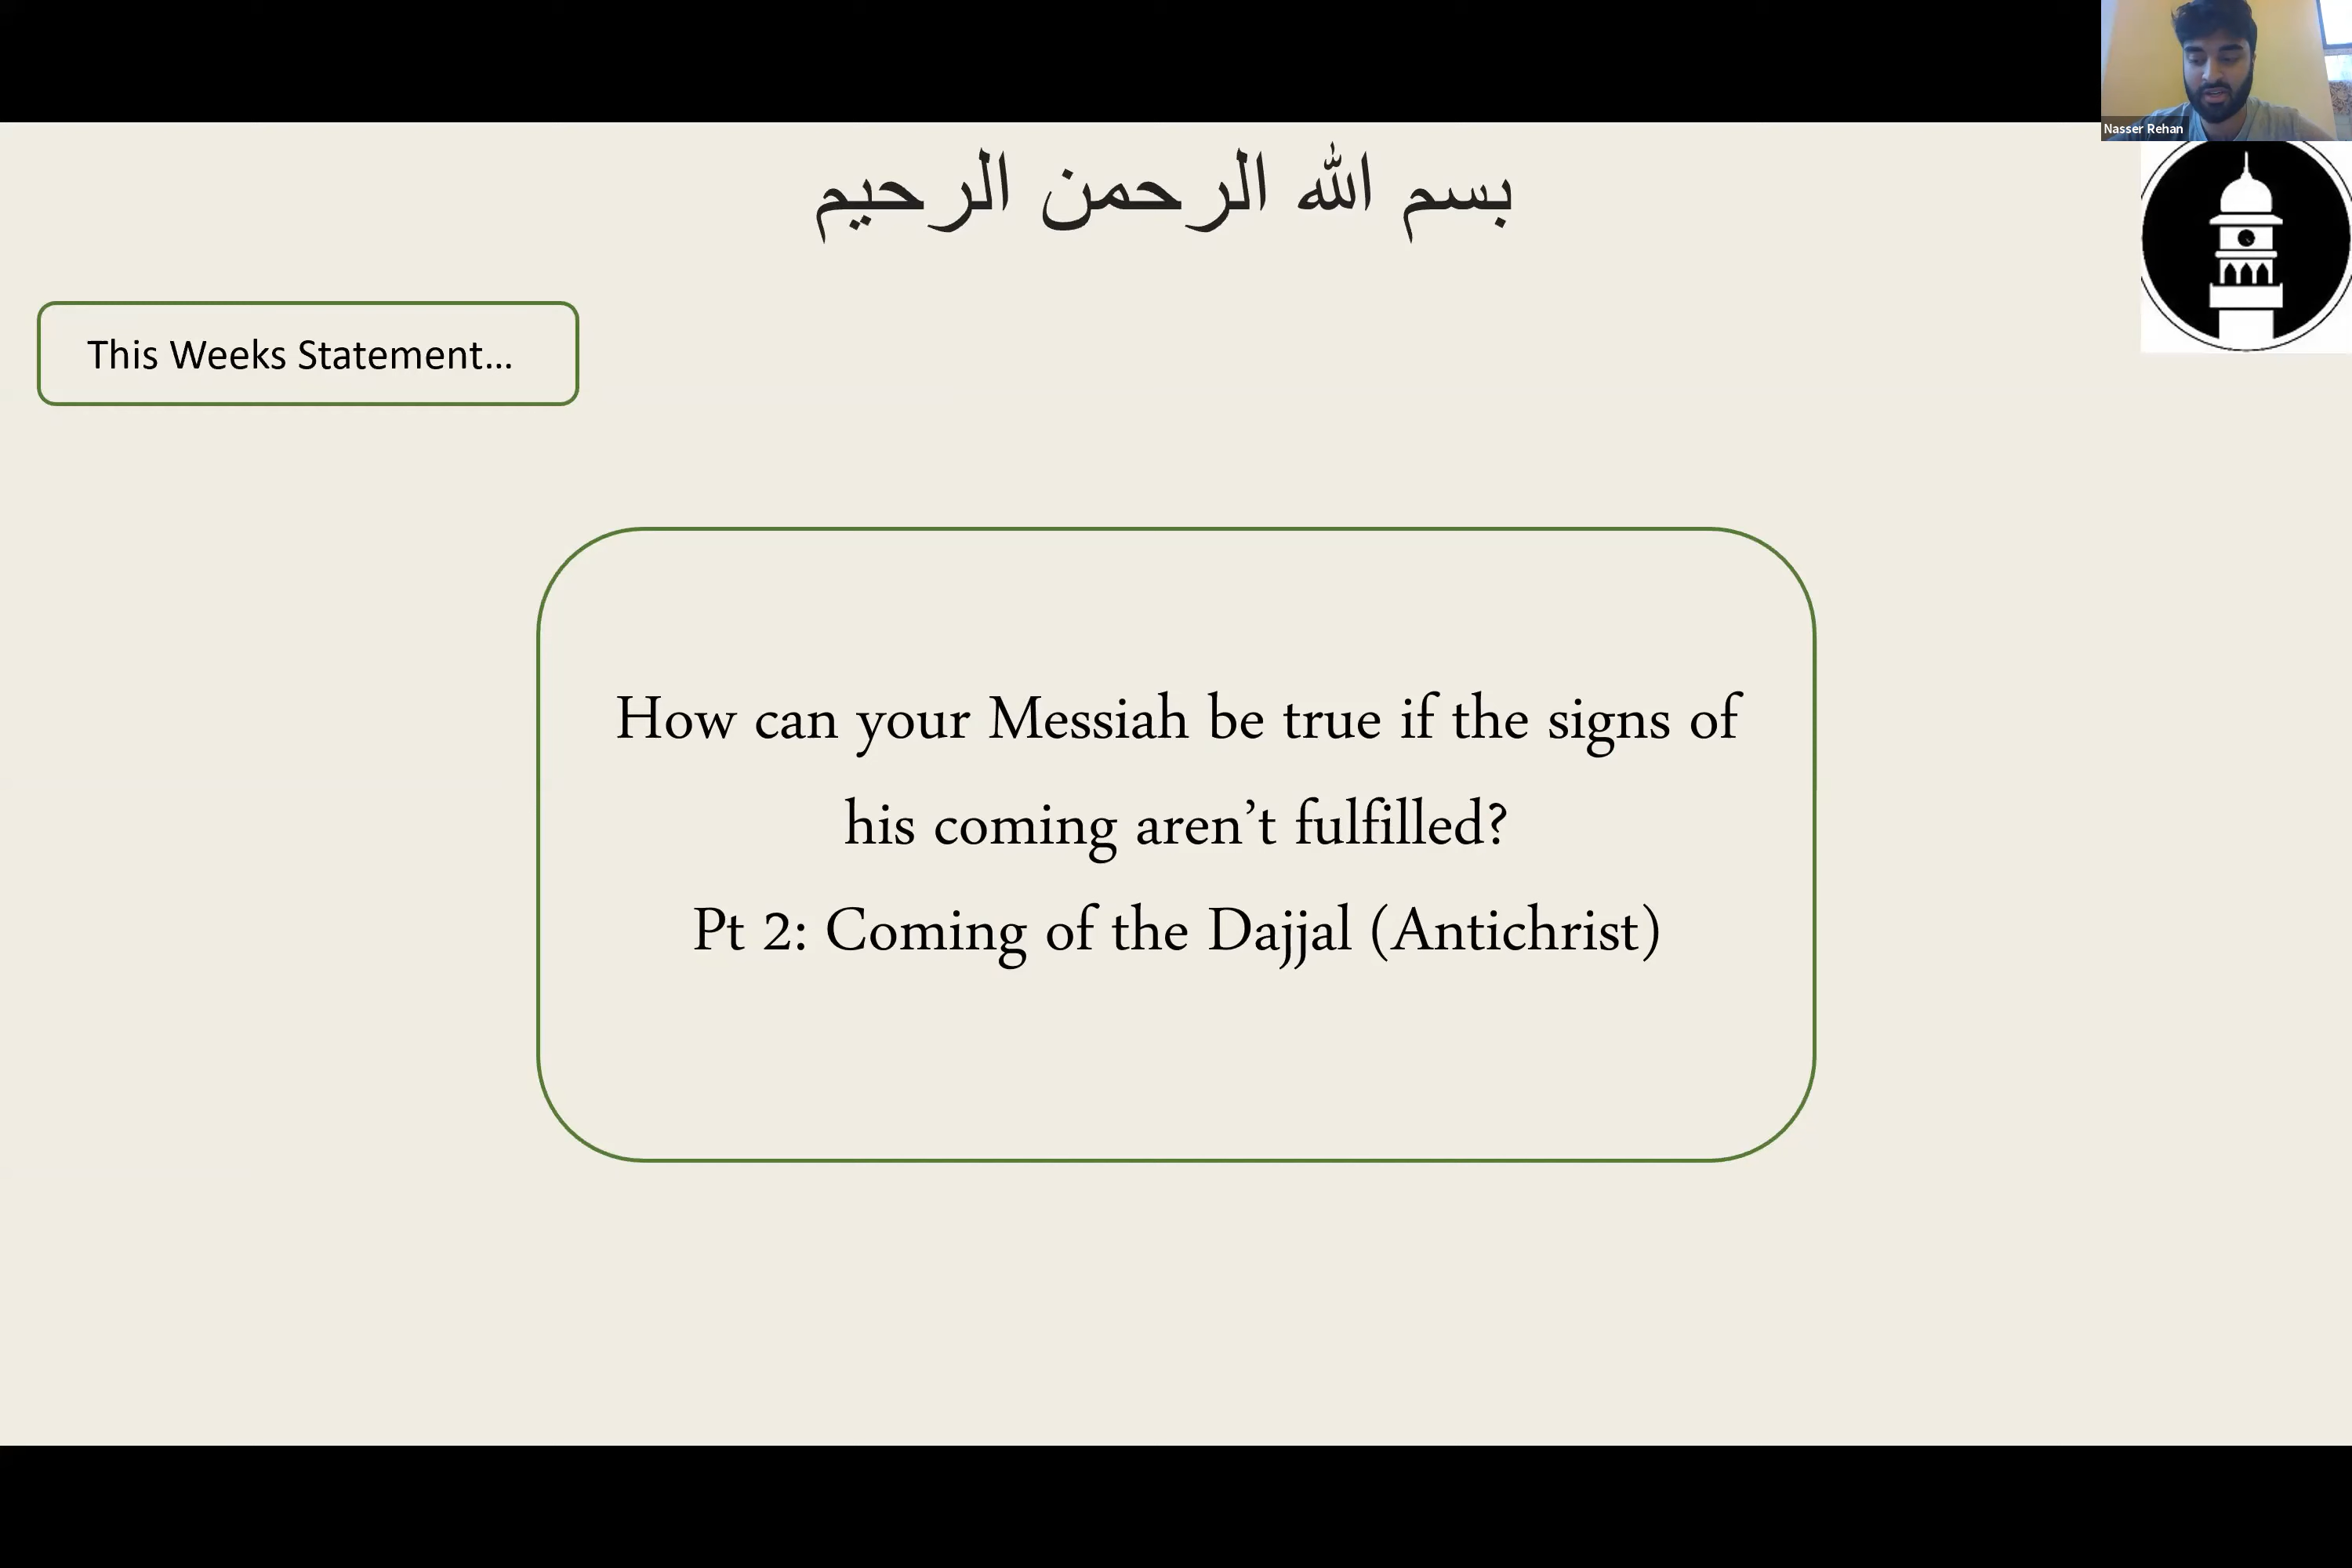 Nasser Rehan
بسم الله الرحمن الرحيم
This Weeks Statement...
How can your Messiah be true if the signs of
his coming aren’t fulfilled?
Pt 2: Coming of the Dajjal (Antichrist)